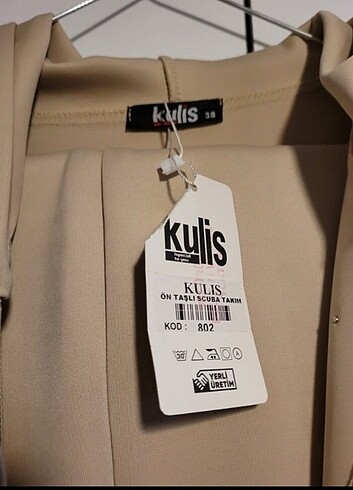 kulis 38
kulis
KULIS
ÖN TAŞLI SCUBA TAKIM
KOD : 802
YERLİ
ÜRETİM